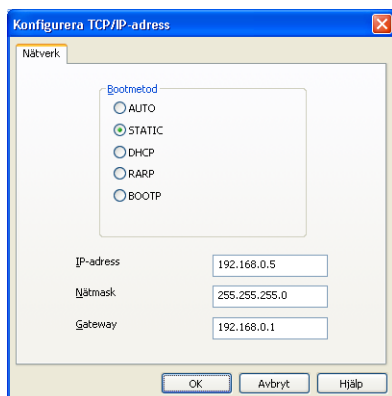 Konfigurera TCP/IP-adress
Nätverk
Bootmetod
AUTO
STATIC
DHCP
RARP
BOOTP
IP-adress 192.168.0.5
Nätmask 255.255.255.0
Gateway 192.168.0.1
OK Avbryt Hjälp